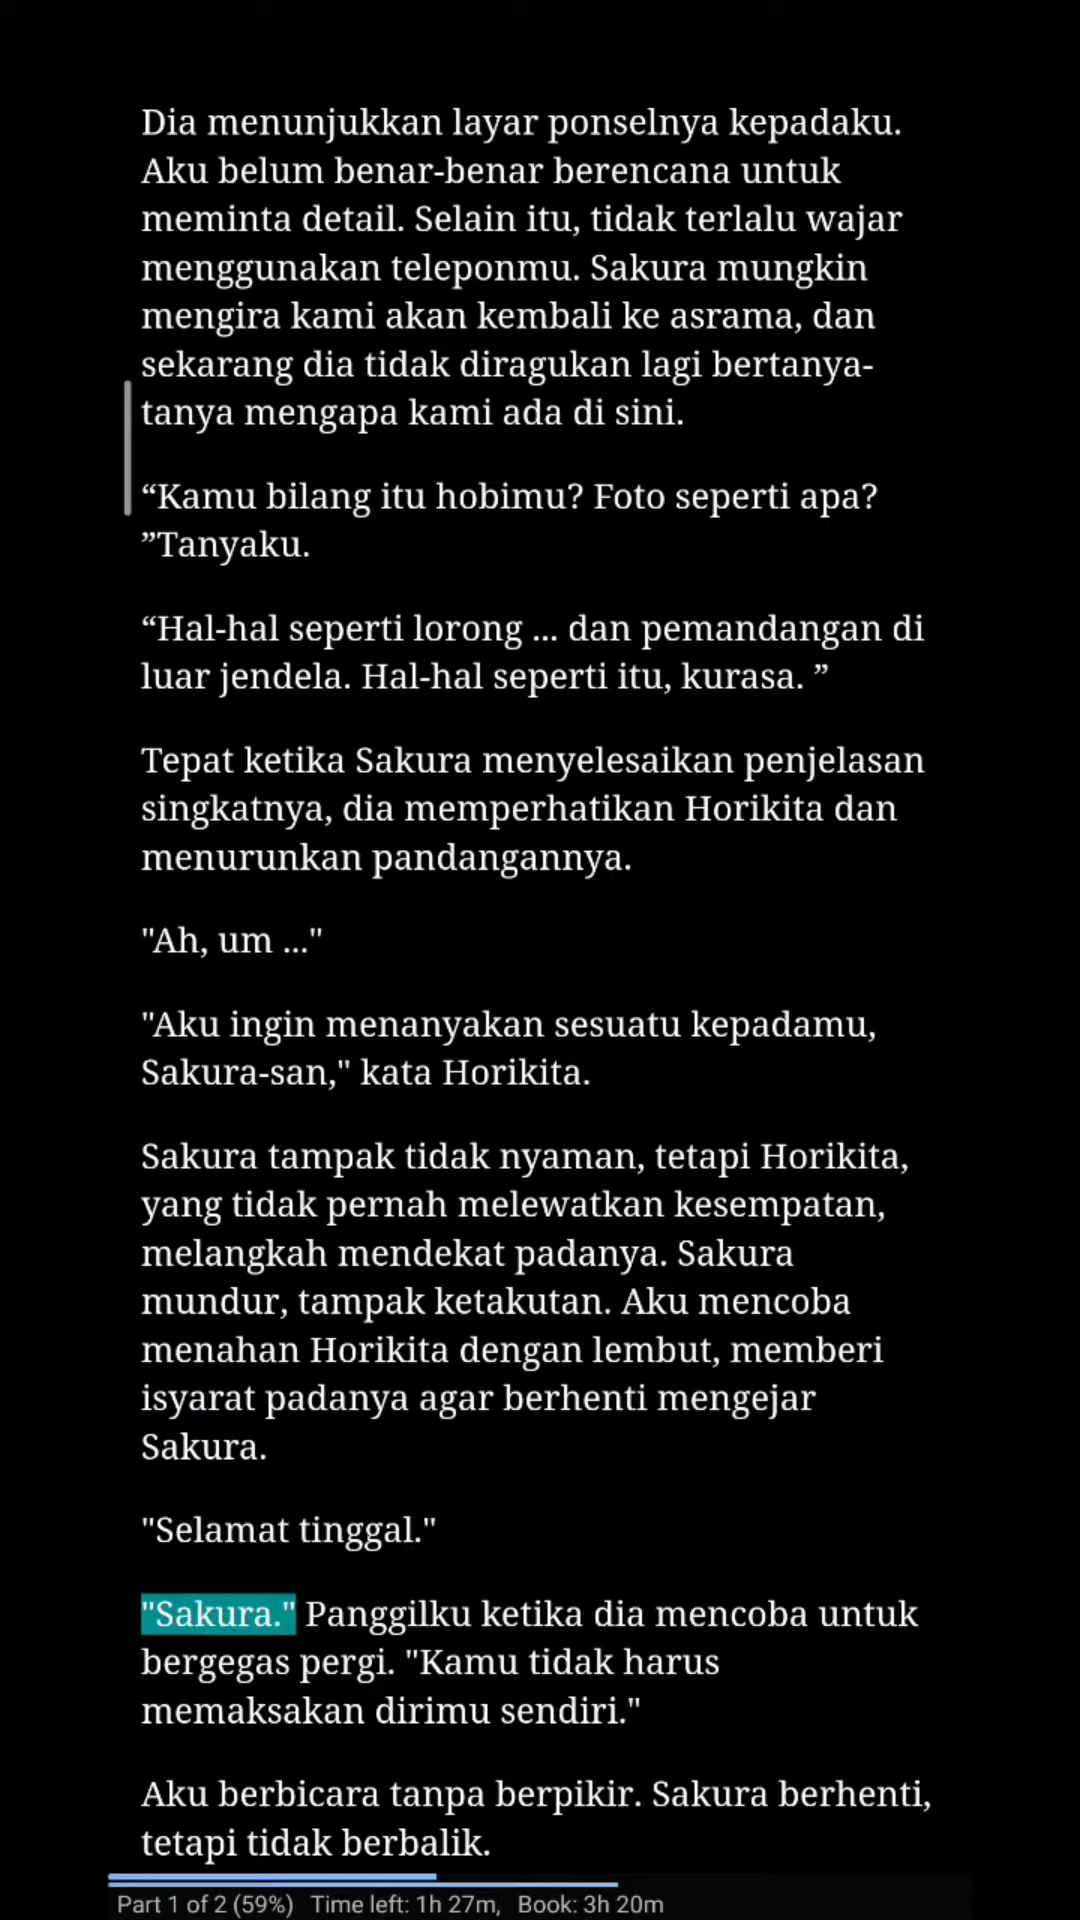 Dia menunjukkan layar ponselnya kepadaku.
Aku belum benar-benar berencana untuk
meminta detail. Selain itu, tidak terlalu wajar
menggunakan teleponmu. Sakura mungkin
mengira kami akan kembali ke asrama, dan
sekarang dia tidak diragukan lagi bertanya-
tanya mengapa kami ada di sini.
“Kamu bilang itu hobimu? Foto seperti apa?
”Tanyaku.
“Hal-hal seperti lorong ... dan pemandangan di
luar jendela. Hal-hal seperti itu, kurasa. ”
Tepat ketika Sakura menyelesaikan penjelasan
singkatnya, dia memperhatikan Horikita dan
menurunkan pandangannya.
"Ah, um ..."
"Aku ingin menanyakan sesuatu kepadamu,
Sakura-san," kata Horikita.
Sakura tampak tidak nyaman, tetapi Horikita,
yang tidak pernah melewatkan kesempatan,
melangkah mendekat padanya. Sakura
mundur, tampak ketakutan. Aku mencoba
menahan Horikita dengan lembut, memberi
isyarat padanya agar berhenti mengejar
Sakura.
"Selamat tinggal."
"Sakura." Panggilku ketika dia mencoba untuk
bergegas pergi. "Kamu tidak harus
memaksakan dirimu sendiri."
Aku berbicara tanpa berpikir. Sakura berhenti,
tetapi tidak berbalik.
Part 1 of 2 (59%) Time left: 1h 27m, Book: 3h 20m